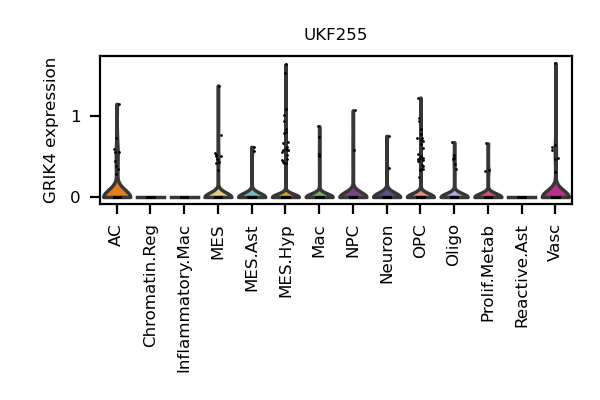 UKF255
GRIK4 expression
1
0
AC
Chromatin.Reg
Inflammatory.Mac
MES
MES.Ast
MES.Hyp
Mac
NPC
Neuron
OPC
Oligo
Prolif.Metab
Reactive.Ast
Vasc